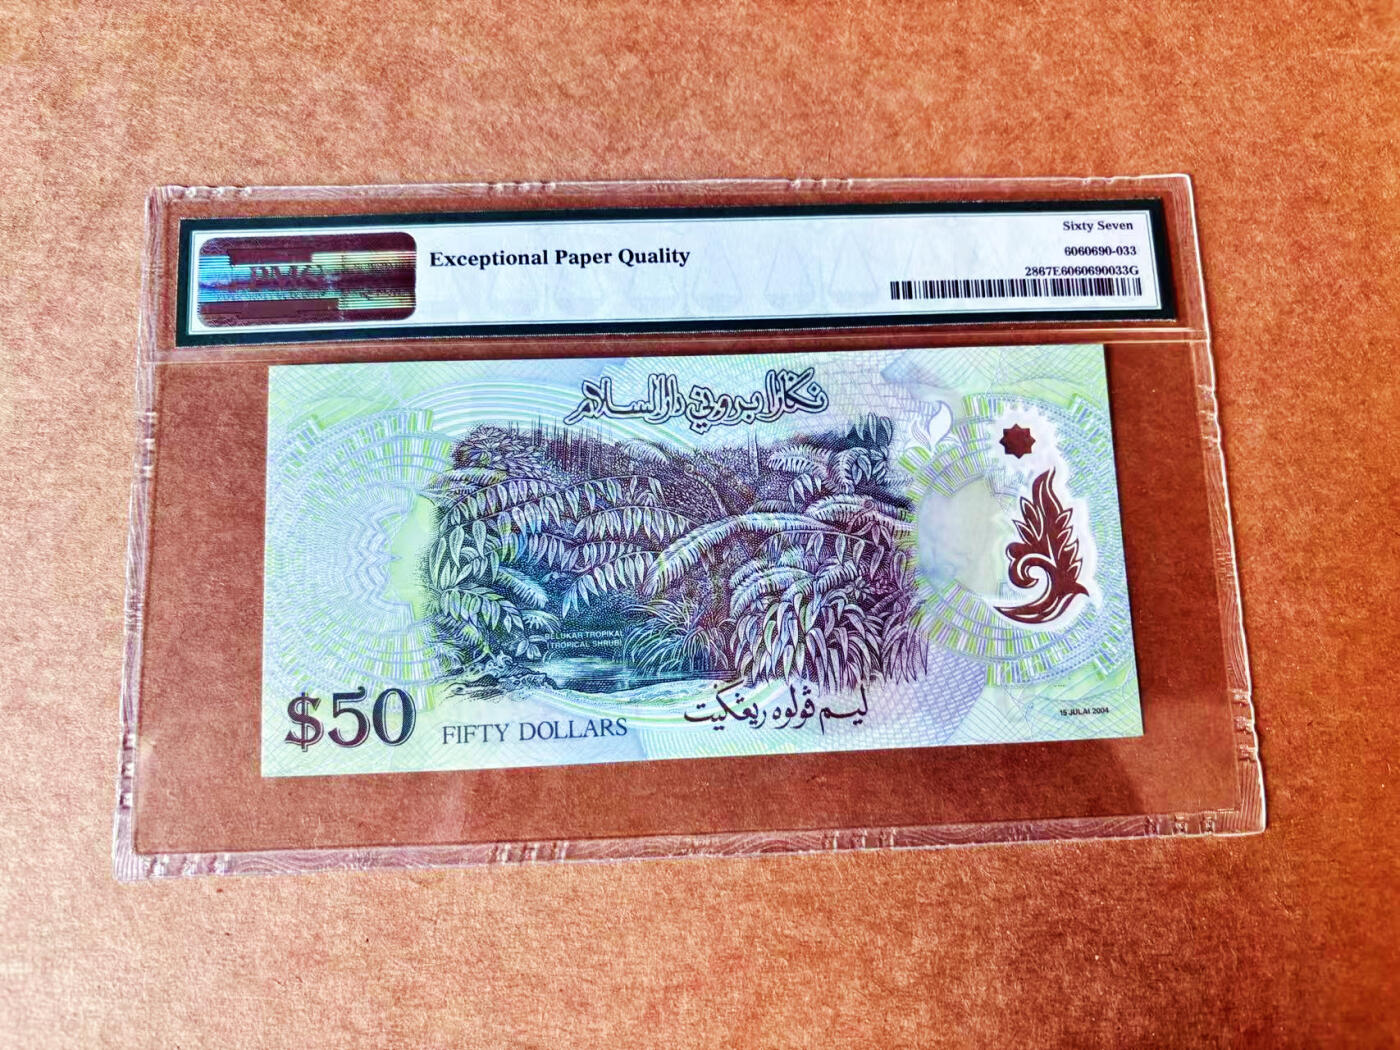 Sixty Seven
PMG
Exceptional Paper Quality
6060690-033
2867E6060690033G
نݢارا بروني دارالسلام
BELUKAR TROPIKAL
(TROPICAL SHRUB)
$50
FIFTY DOLLARS
ليم ڤولوه ريڠݢيت
15 JULAI 2004